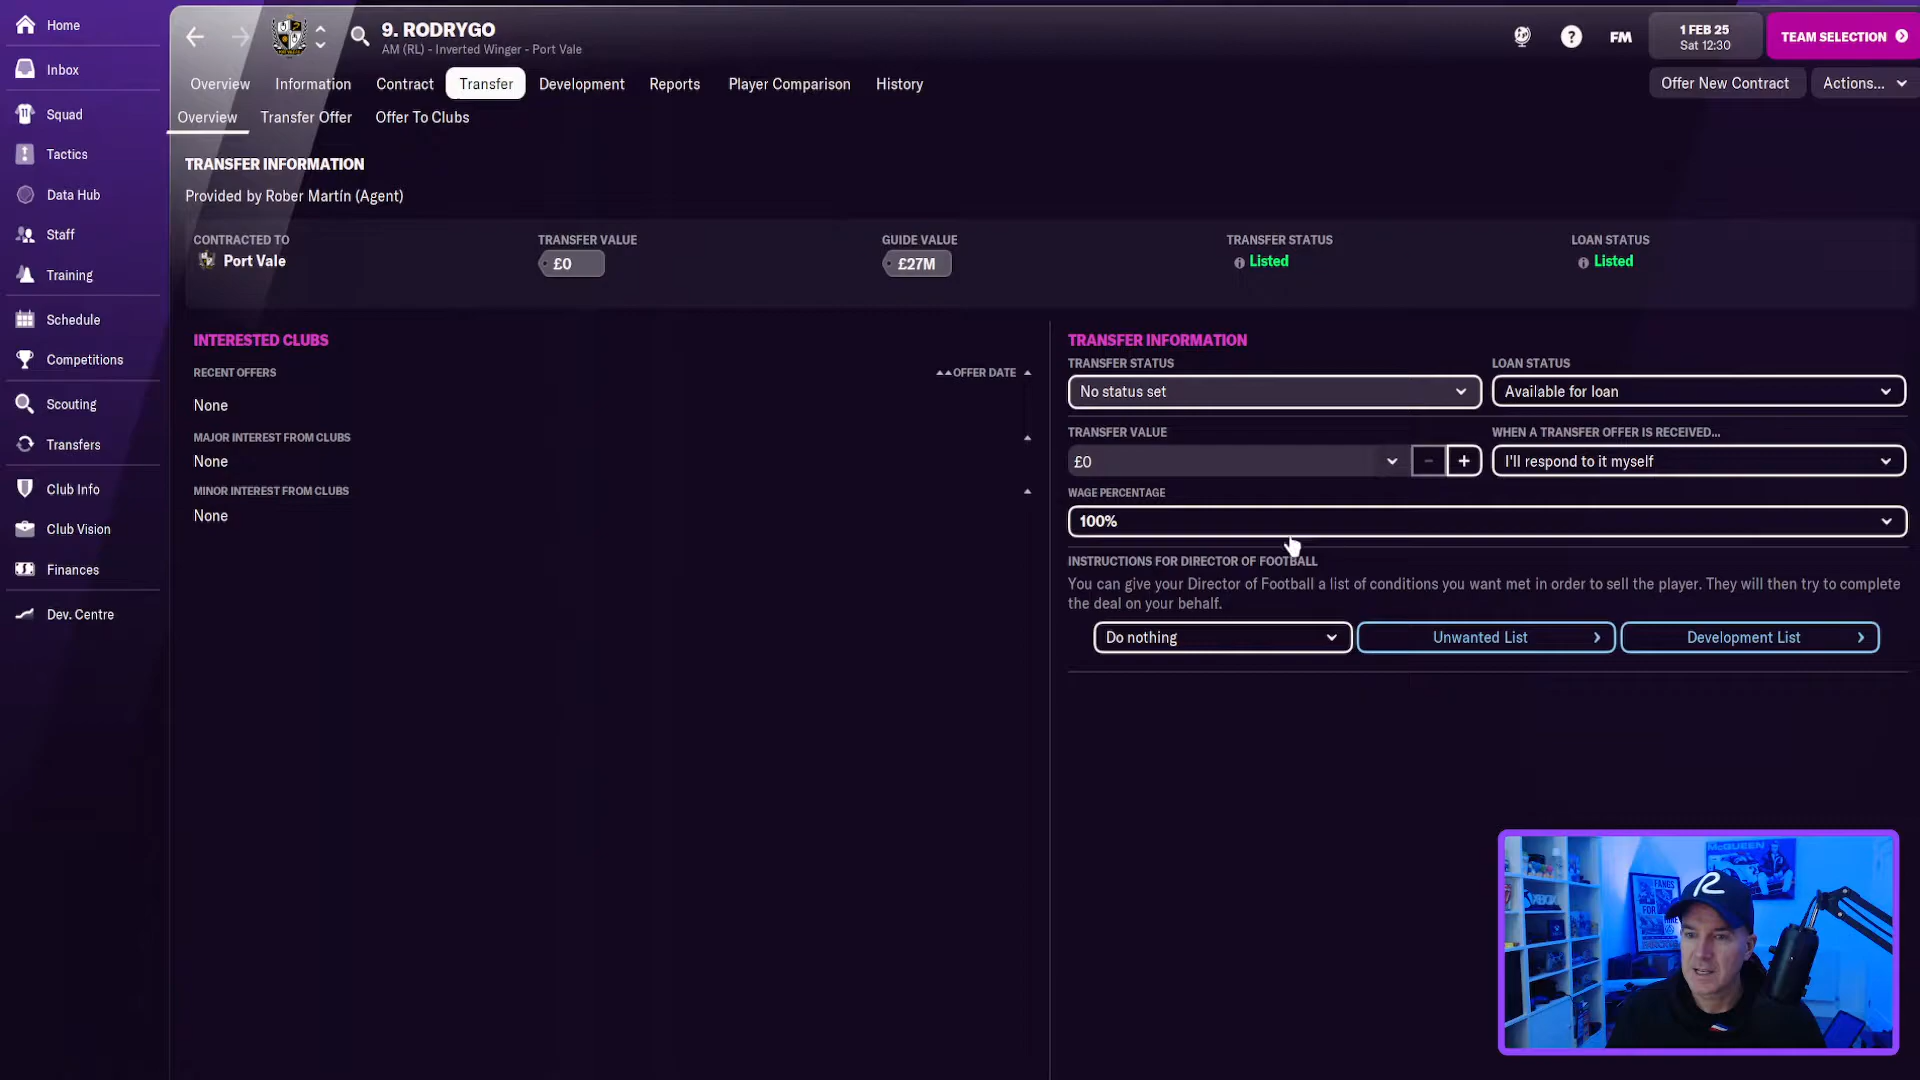 Home
Inbox
Squad
Tactics
Data Hub
Staff
Training
Schedule
Competitions
Scouting
Transfers
Club Info
Club Vision
Finances
Dev. Centre
9. RODRYGO
AM (RL) - Inverted Winger - Port Vale
FM
1 FEB 25
Sat 12:30
TEAM SELECTION
Overview Information Contract Transfer Development Reports Player Comparison History
Offer New Contract Actions...
Overview Transfer Offer Offer To Clubs
TRANSFER INFORMATION
Provided by Rober Martín (Agent)
CONTRACTED TO TRANSFER VALUE GUIDE VALUE TRANSFER STATUS LOAN STATUS
Port Vale £0 £27M Listed Listed
INTERESTED CLUBS
RECENT OFFERS OFFER DATE
None
MAJOR INTEREST FROM CLUBS
None
MINOR INTEREST FROM CLUBS
None
TRANSFER INFORMATION
TRANSFER STATUS LOAN STATUS
No status set Available for loan
TRANSFER VALUE WHEN A TRANSFER OFFER IS RECEIVED...
£0 - + I'll respond to it myself
WAGE PERCENTAGE
100%
INSTRUCTIONS FOR DIRECTOR OF FOOTBALL
You can give your Director of Football a list of conditions you want met in order to sell the player. They will then try to complete
the deal on your behalf.
Do nothing Unwanted List Development List
McQUEEN
FANGS
FOR
XBOX
R